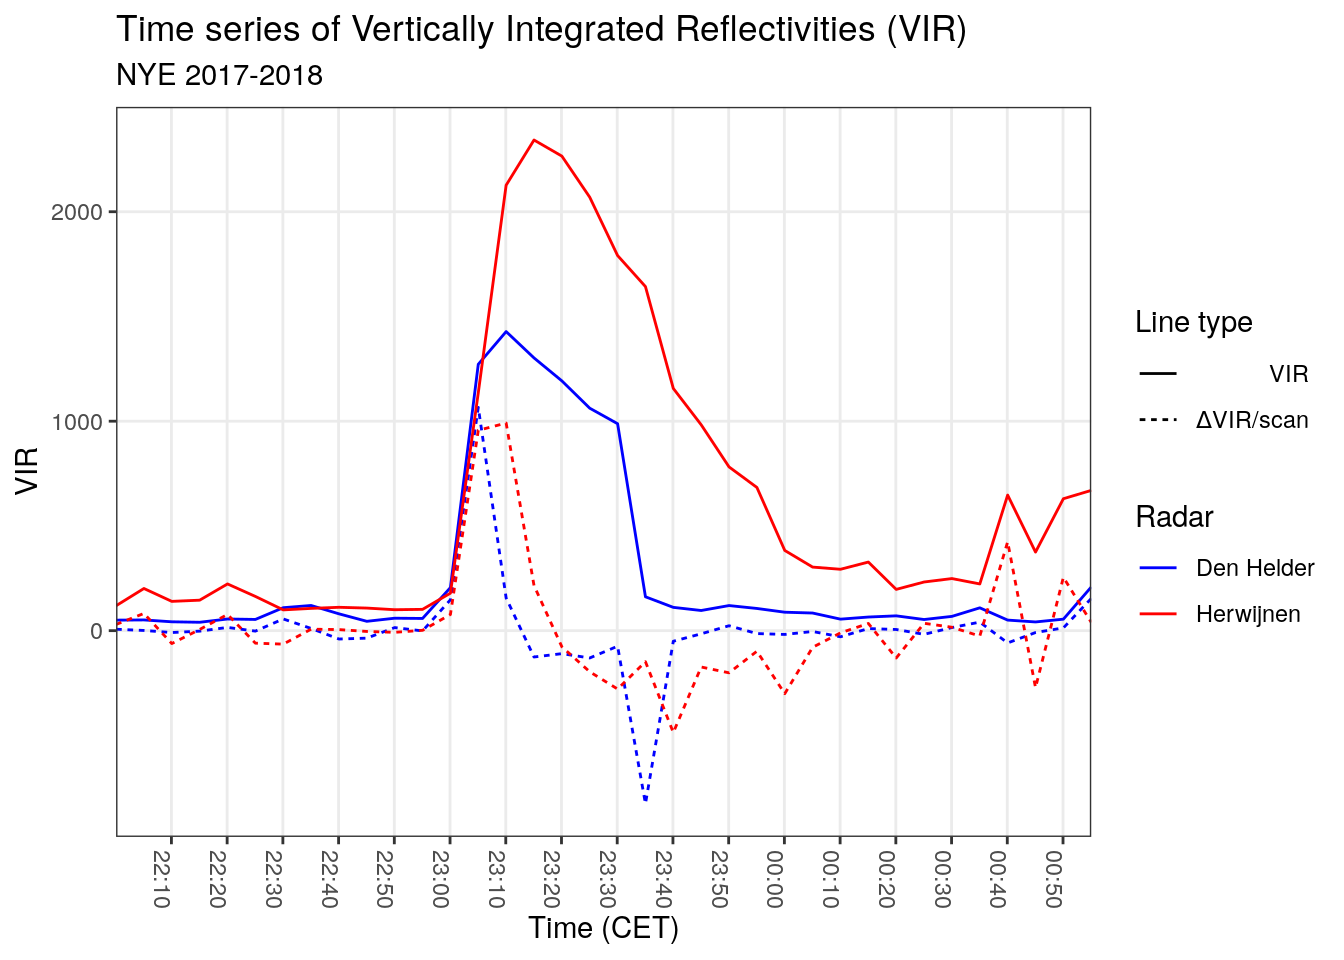 Time series of Vertically Integrated Reflectivities (VIR)
NYE 2017-2018
VIR
2000
1000
0
22:10
22:20
22:30
22:40
22:50
23:00
23:10
23:20
23:30
23:40
23:50
00:00
00:10
00:20
00:30
00:40
00:50
Time (CET)
Line type
VIR
ΔVIR/scan
Radar
Den Helder
Herwijnen